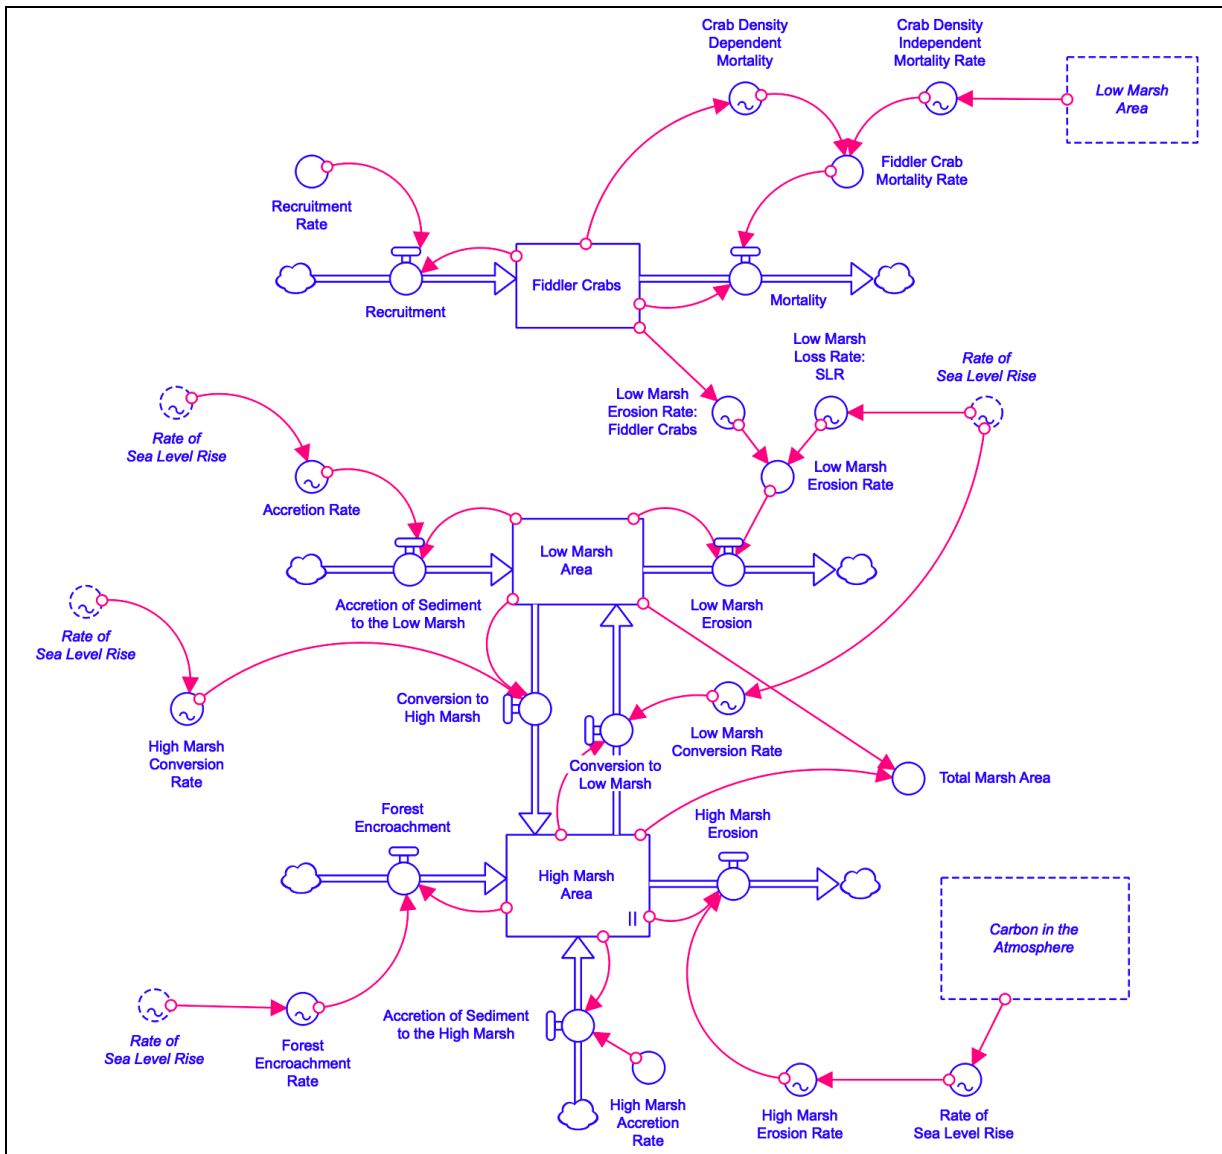 Crab Density
Dependent
Mortality
Crab Density
Independent
Mortality Rate
Low Marsh
Area
Fiddler Crab
Mortality Rate
Recruitment
Rate
Fiddler Crabs
Recruitment
Mortality
Low Marsh
Loss Rate:
SLR
Rate of
Sea Level Rise
Low Marsh
Erosion Rate:
Fiddler Crabs
Rate of
Sea Level Rise
Low Marsh
Erosion Rate
Accretion Rate
Low Marsh
Area
Accretion of Sediment
to the Low Marsh
Low Marsh
Erosion
Rate of
Sea Level Rise
Conversion to
High Marsh
Low Marsh
Conversion Rate
High Marsh
Conversion
Rate
Conversion to
Low Marsh
Total Marsh Area
Forest
Encroachment
High Marsh
Erosion
High Marsh
Area
Carbon in the
Atmosphere
Accretion of Sediment
to the High Marsh
Rate of
Sea Level Rise
Forest
Encroachment
Rate
High Marsh
Accretion
Rate
High Marsh
Erosion Rate
Rate of
Sea Level Rise